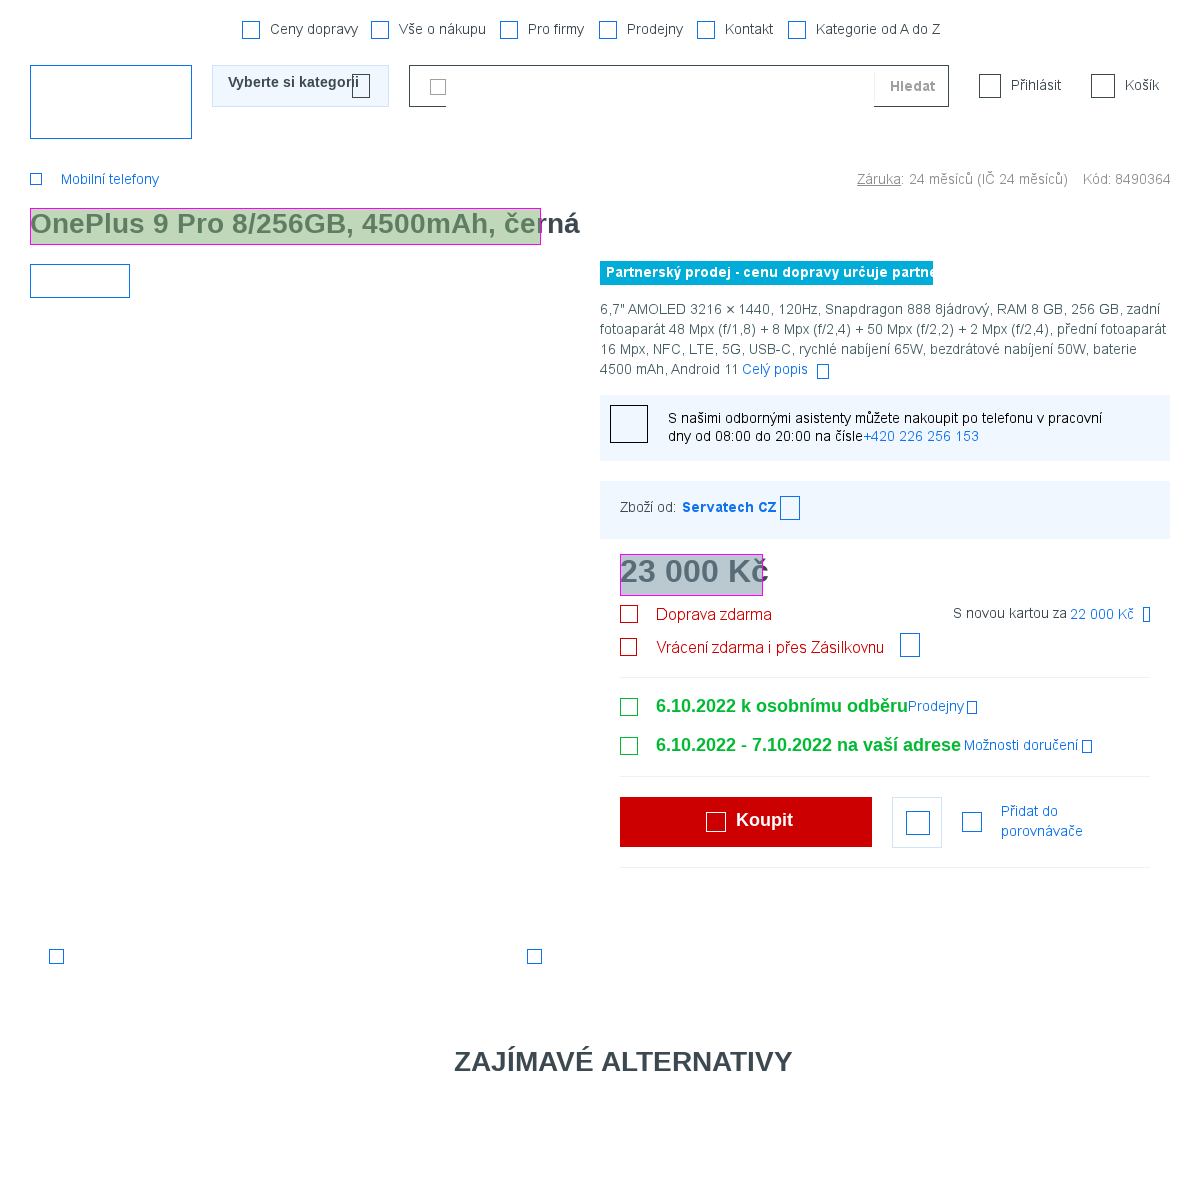 Ceny dopravy Vše o nákupu Pro firmy Prodejny Kontakt Kategorie od A do Z
Vyberte si kategorii Hledat Přihlásit Košík
Mobilní telefony Záruka: 24 měsíců (IČ 24 měsíců) Kód: 8490364
OnePlus 9 Pro 8/256GB, 4500mAh, černá
Partnerský prodej - cenu dopravy určuje
6,7" AMOLED 3216 × 1440, 120Hz, Snapdragon 888 8jádrový, RAM 8 GB, 256 GB, zadní
fotoaparát 48 Mpx (f/1,8) + 8 Mpx (f/2,4) + 50 Mpx (f/2,2) + 2 Mpx (f/2,4), přední fotoaparát
16 Mpx, NFC, LTE, 5G, USB-C, rychlé nabíjení 65W, bezdrátové nabíjení 50W, baterie
4500 mAh, Android 11 Celý popis
S našimi odbornými asistenty můžete nakoupit po telefonu v pracovní
dny od 08:00 do 20:00 na čísle+420 226 256 153
Zboží od: Servatech CZ
23 000 Kč
Doprava zdarma S novou kartou za 22 000 Kč
Vrácení zdarma i přes Zásilkovnu
6.10.2022 k osobnímu odběruProdejny
6.10.2022 - 7.10.2022 na vaší adrese Možnosti doručení
Koupit Přidat do
porovnávače
ZAJÍMAVÉ ALTERNATIVY